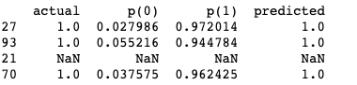 actual p(0) p(1) predicted
27 1.0 0.027986 0.972014 1.0
93 1.0 0.055216 0.944784 1.0
21 NaN NaN NaN NaN
70 1.0 0.037575 0.962425 1.0